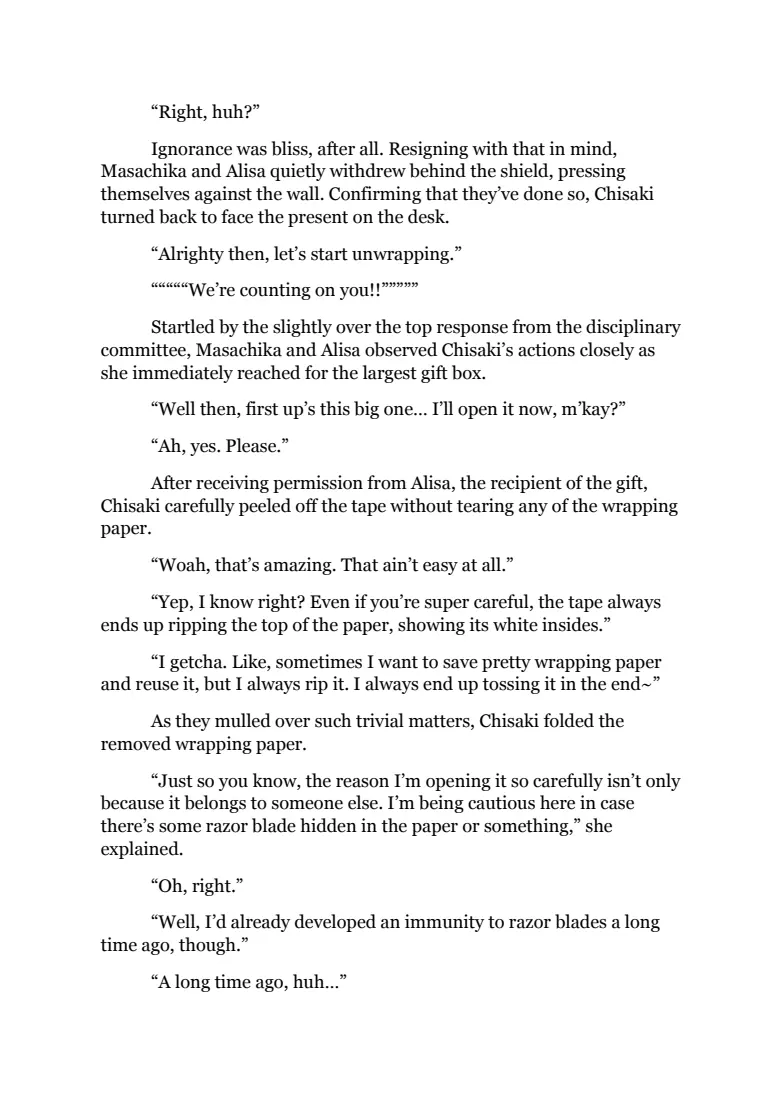 “Right, huh?”
Ignorance was bliss, after all. Resigning with that in mind,
Masachika and Alisa quietly withdrew behind the shield, pressing
themselves against the wall. Confirming that they’ve done so, Chisaki
turned back to face the present on the desk.
“Alrighty then, let’s start unwrapping.”
“““““We’re counting on you!!”””””
Startled by the slightly over the top response from the disciplinary
committee, Masachika and Alisa observed Chisaki’s actions closely as
she immediately reached for the largest gift box.
“Well then, first up’s this big one… I’ll open it now, m’kay?”
“Ah, yes. Please.”
After receiving permission from Alisa, the recipient of the gift,
Chisaki carefully peeled off the tape without tearing any of the wrapping
paper.
“Woah, that’s amazing. That ain’t easy at all.”
“Yep, I know right? Even if you’re super careful, the tape always
ends up ripping the top of the paper, showing its white insides.”
“I getcha. Like, sometimes I want to save pretty wrapping paper
and reuse it, but I always rip it. I always end up tossing it in the end~”
As they mulled over such trivial matters, Chisaki folded the
removed wrapping paper.
“Just so you know, the reason I’m opening it so carefully isn’t only
because it belongs to someone else. I’m being cautious here in case
there’s some razor blade hidden in the paper or something,” she
explained.
“Oh, right.”
“Well, I’d already developed an immunity to razor blades a long
time ago, though.”
“A long time ago, huh…”